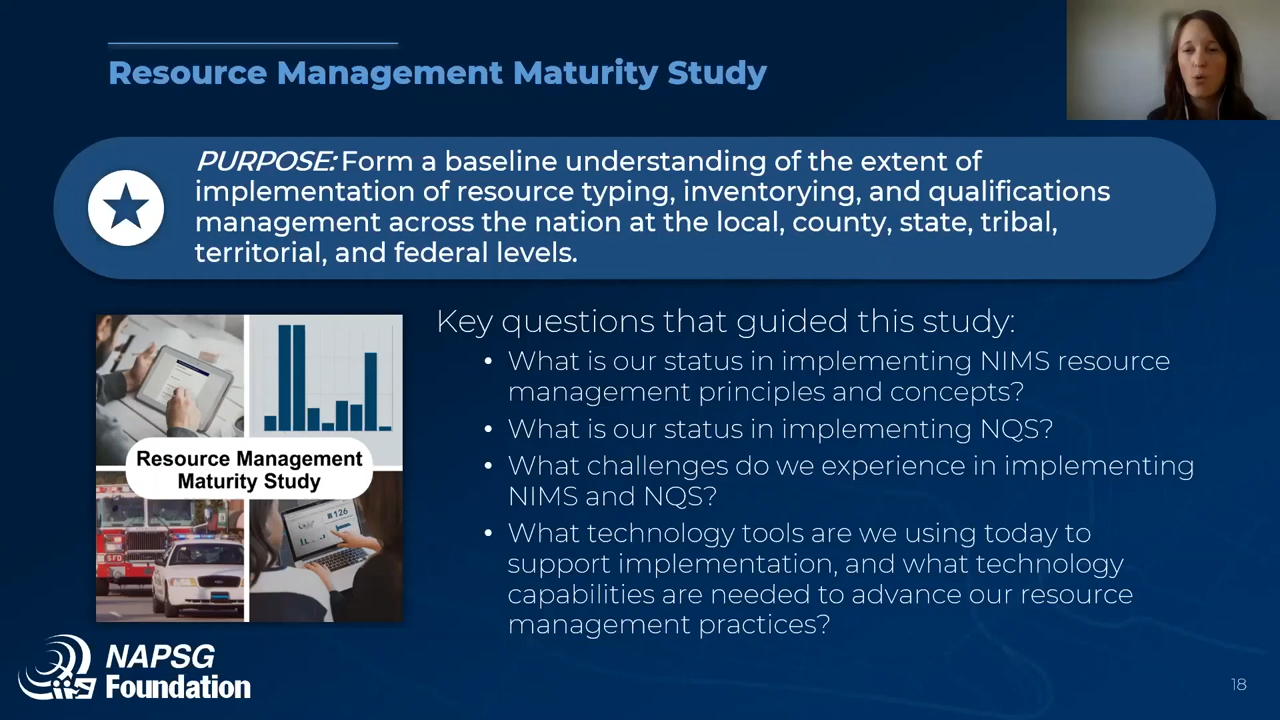 Resource Management Maturity Study
PURPOSE: Form a baseline understanding of the extent of
implementation of resource typing, inventorying, and qualifications
management across the nation at the local, county, state, tribal,
territorial, and federal levels.
Key questions that guided this study:
• What is our status in implementing NIMS resource
management principles and concepts?
• What is our status in implementing NQS?
• What challenges do we experience in implementing
NIMS and NQS?
• What technology tools are we using today to
support implementation, and what technology
capabilities are needed to advance our resource
management practices?
Resource Management
Maturity Study
126
SFD
NAPSG
Foundation
18